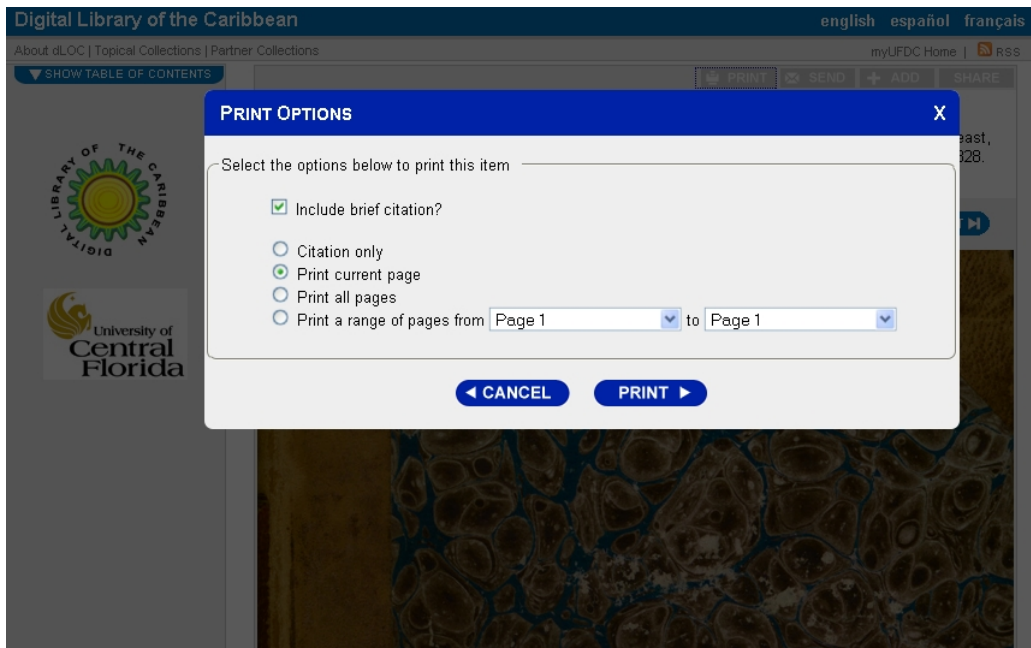 Digital Library of the Caribbean
english español français
About dLOC | Topical Collections | Partner Collections
myUFDC Home | RSS
SHOW TABLE OF CONTENTS
PRINT SEND ADD SHARE
PRINT OPTIONS X
east,
328.
Select the options below to print this item
Include brief citation?
Citation only
Print current page
Print all pages
Print a range of pages from Page 1 to Page 1
CANCEL PRINT
DIGITAL LIBRARY OF THE CARIBBEAN
University of
Central
Florida